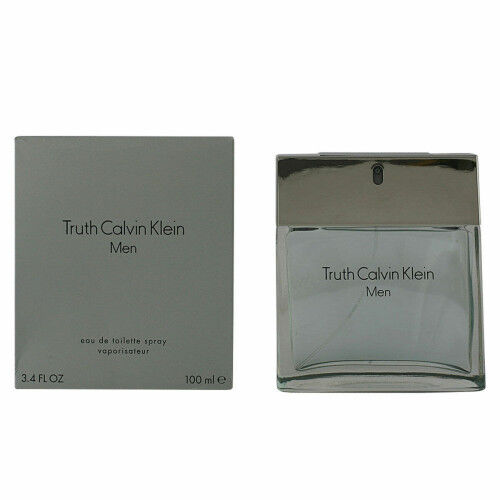 Truth Calvin Klein
Men
eau de toilette spray
vaporisateur
3.4 FL OZ 100 ml ℮
Truth Calvin Klein
Men